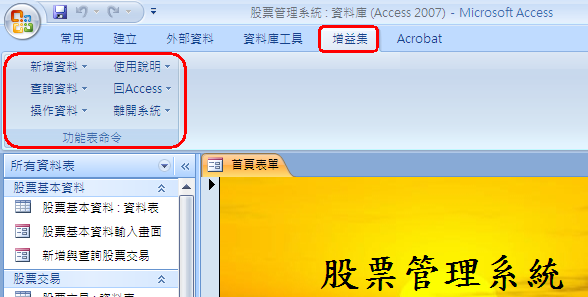 股票管理系統 : 資料庫 (Access 2007) - Microsoft Access
常用 建立 外部資料 資料庫工具 增益集 Acrobat
新增資料 使用說明
查詢資料 回Access
操作資料 離開系統
功能表命令
所有資料表 首頁表單
股票基本資料
股票基本資料 : 資料表
股票基本資料輸入畫面
新增與查詢股票交易
股票交易
股票管理系統